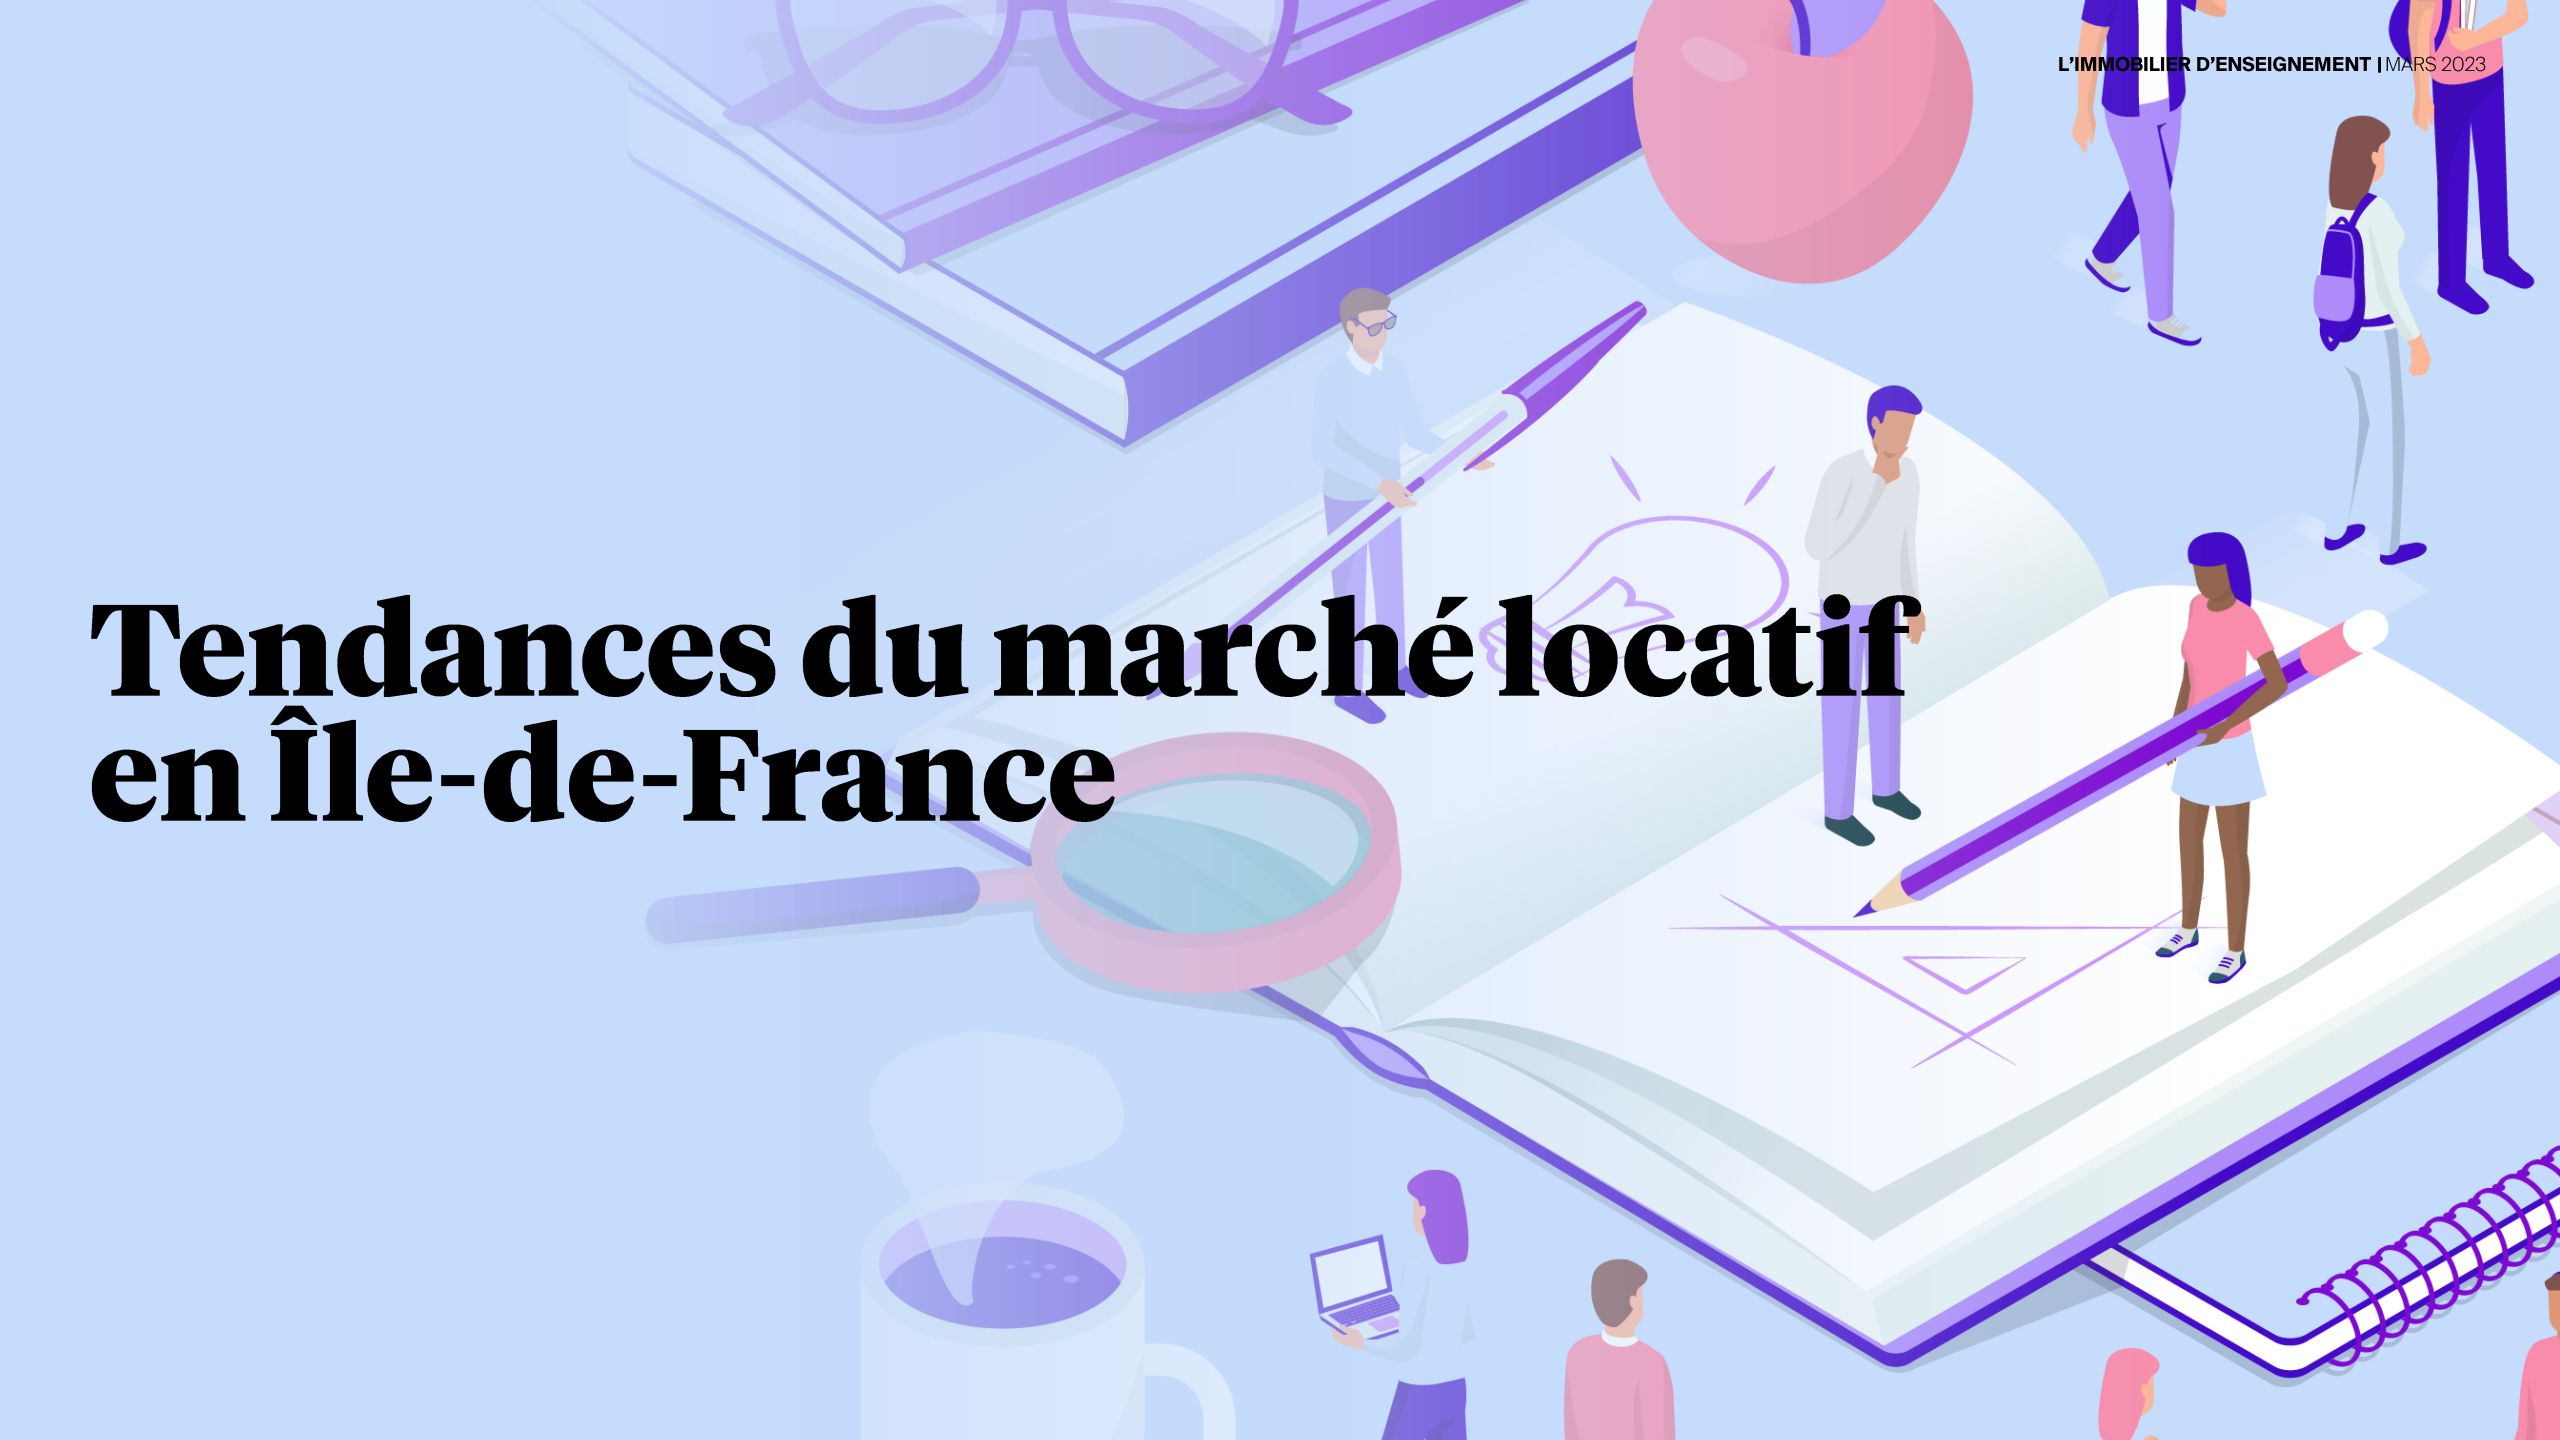 L’IMMOBILIER D’ENSEIGNEMENT | MARS 2023
Tendances du marché locatif
en Île-de-France